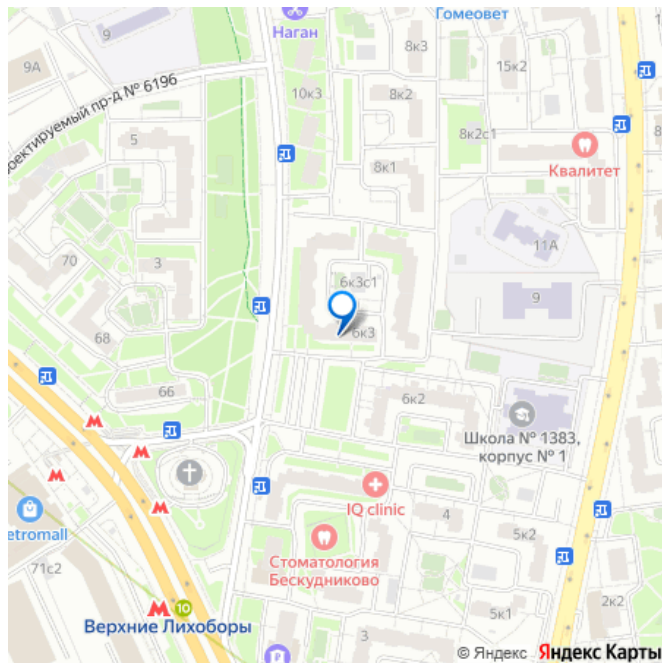 Гомеовет
Наган
8к3
9А
15к2
оектируемый пр-д № 6196
10к3
8к2
8к2с1
5
Квалитет
8к1
11А
70
3
6к3с1
9
6к3
68
66
6к2
Школа № 1383,
корпус № 1
IQ clinic
4
etromall
5к2
Стоматология
Бескудниково
71с2
10
2к2
Верхние Лихоборы
5к1
3
© Яндекс Яндекс Карты